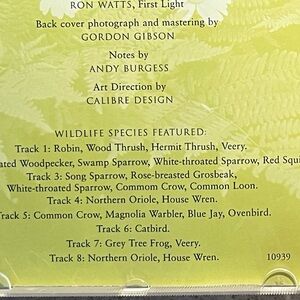 RON WATTS, First Light
Back cover photograph and mastering by
GORDON GIBSON
Notes by
ANDY BURGESS
Art Direction by
CALIBRE DESIGN
WILDLIFE SPECIES FEATURED:
Track 1: Robin, Wood Thrush, Hermit Thrush, Veery.
ated Woodpecker, Swamp Sparrow, White-throated Sparrow, Red Squi
Track 3: Song Sparrow, Rose-breasted Grosbeak,
White-throated Sparrow, Commom Crow, Common Loon.
Track 4: Northern Oriole, House Wren.
Track 5: Common Crow, Magnolia Warbler, Blue Jay, Ovenbird.
Track 6: Catbird.
Track 7: Grey Tree Frog, Veery.
Track 8: Northern Oriole, House Wren.
10939